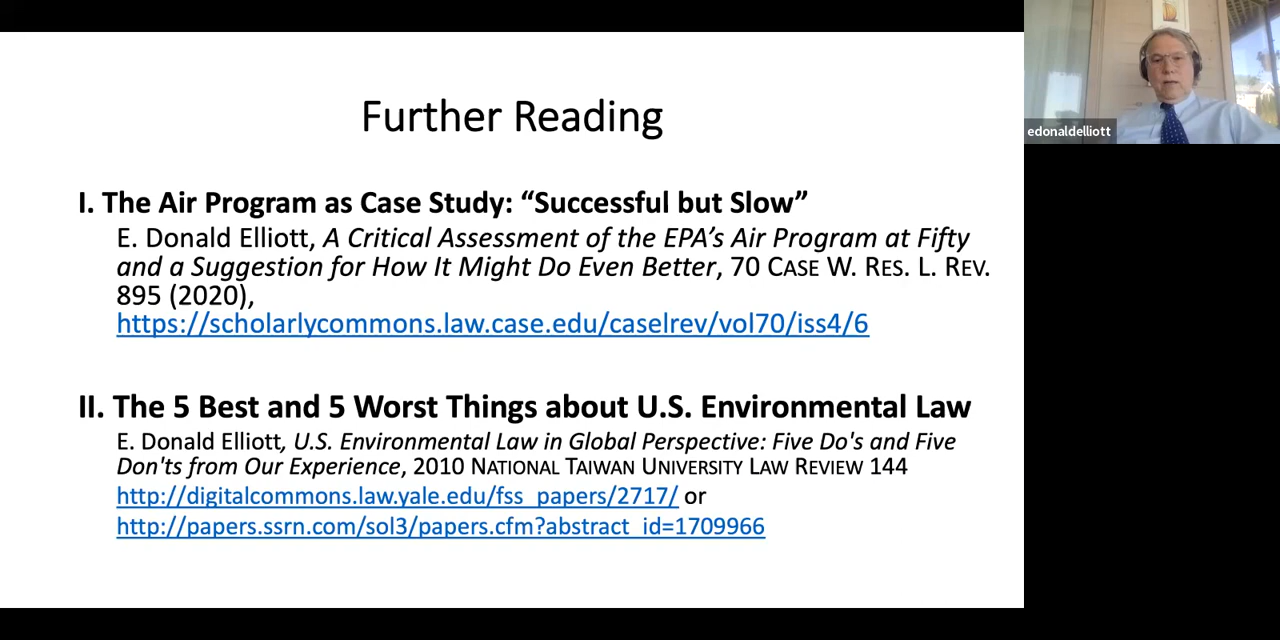 Further Reading
I. The Air Program as Case Study: “Successful but Slow”
E. Donald Elliott, A Critical Assessment of the EPA’s Air Program at Fifty
and a Suggestion for How It Might Do Even Better, 70 CASE W. RES. L. REV.
895 (2020),
https://scholarlycommons.law.case.edu/caselrev/vol70/iss4/6
II. The 5 Best and 5 Worst Things about U.S. Environmental Law
E. Donald Elliott, U.S. Environmental Law in Global Perspective: Five Do's and Five
Don'ts from Our Experience, 2010 NATIONAL TAIWAN UNIVERSITY LAW REVIEW 144
http://digitalcommons.law.yale.edu/fss_papers/2717/ or
http://papers.ssrn.com/sol3/papers.cfm?abstract_id=1709966
edonaldelliott